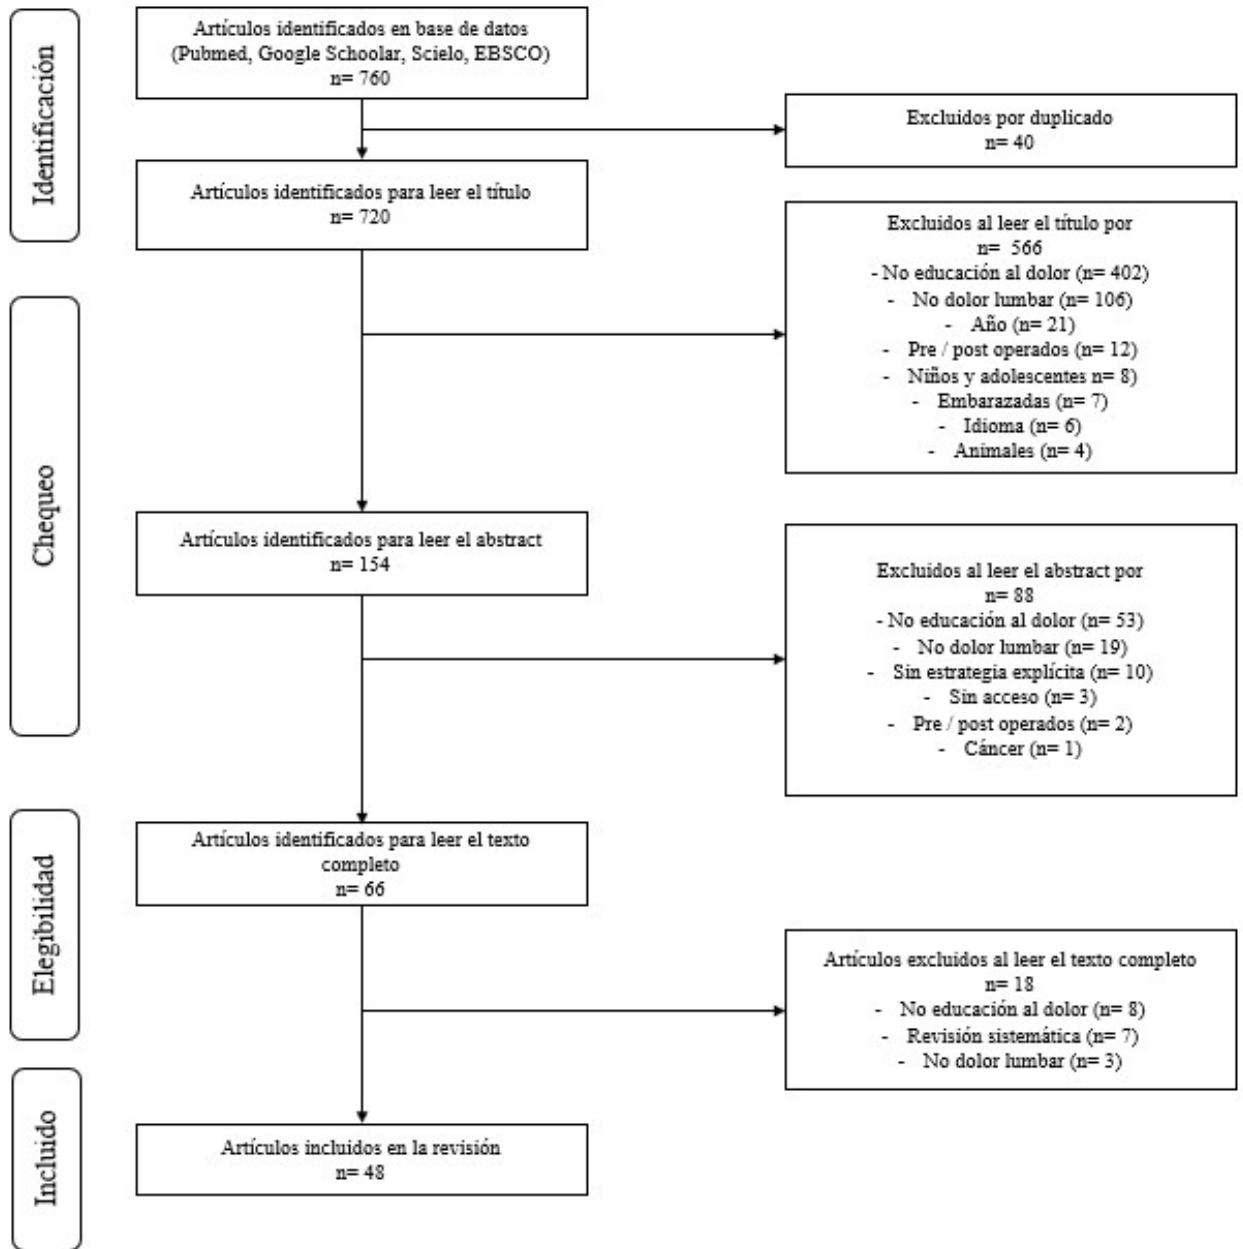 Identificación
Artículos identificados en base de datos
(Pubmed, Google Schoolar, Scielo, EBSCO)
n= 760
Excluidos por duplicado
n= 40
Artículos identificados para leer el título
n= 720
Chequeo
Excluidos al leer el título por
n= 566
- No educación al dolor (n= 402)
- No dolor lumbar (n= 106)
- Año (n= 21)
- Pre / post operados (n= 12)
- Niños y adolescentes n= 8)
- Embarazadas (n= 7)
- Idioma (n= 6)
- Animales (n= 4)
Artículos identificados para leer el abstract
n= 154
Excluidos al leer el abstract por
n= 88
- No educación al dolor (n= 53)
- No dolor lumbar (n= 19)
- Sin estrategia explícita (n= 10)
- Sin acceso (n= 3)
- Pre / post operados (n= 2)
- Cáncer (n= 1)
Elegibilidad
Artículos identificados para leer el texto
completo
n= 66
Artículos excluidos al leer el texto completo
n= 18
- No educación al dolor (n= 8)
- Revisión sistemática (n= 7)
- No dolor lumbar (n= 3)
Incluido
Artículos incluidos en la revisión
n= 48